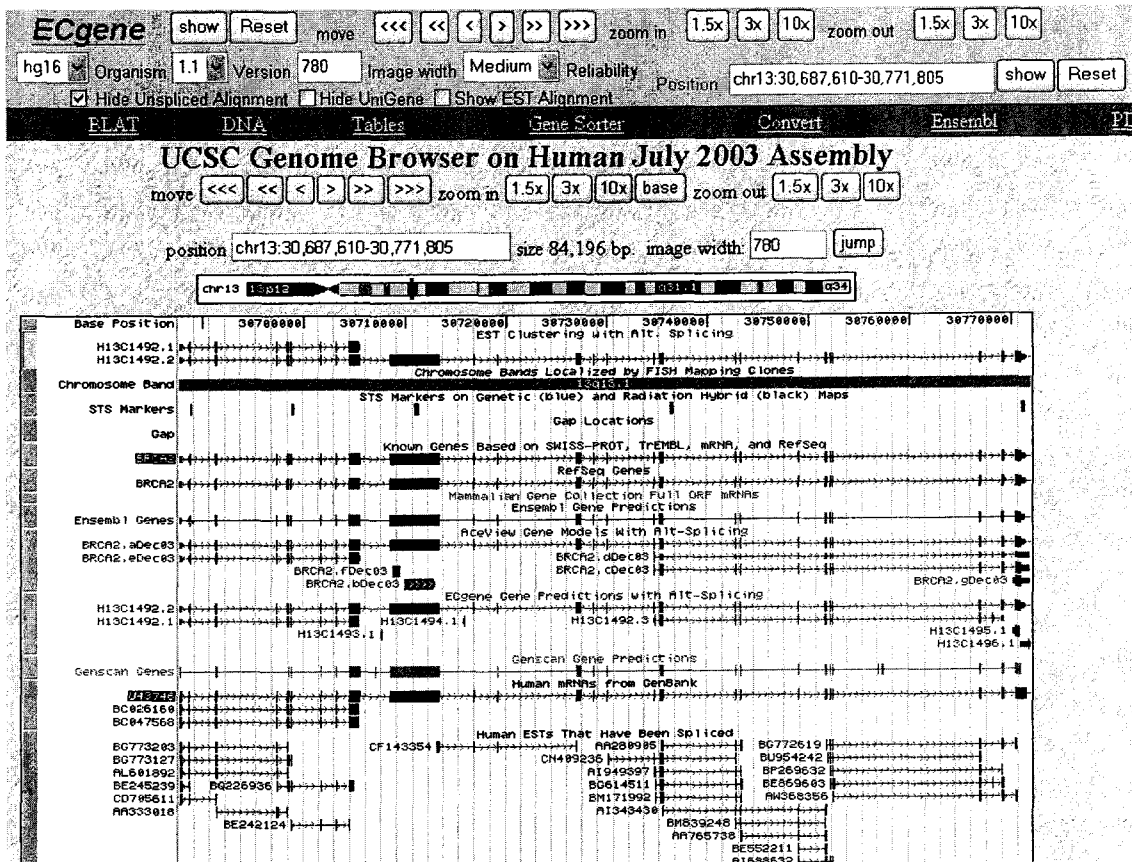 ECgene show Reset move <<< << < > >> >>> zoom in 1.5x 3x 10x zoom out 1.5x 3x 10x
hg16 Organism 1.1 Version 780 Image width Medium Reliability Position chr13:30,687,610-30,771,805 show Reset
Hide Unspliced Alignment Hide UniGene Show EST Alignment
BLAT DNA Tables Gene Sorter Convert Ensembl
UCSC Genome Browser on Human July 2003 Assembly
move <<< << < > >> >>> zoom in 1.5x 3x 10x base zoom out 1.5x 3x 10x
position chr13:30,687,610-30,771,805 size 84,196 bp. image width: 780 jump
chr13 13p12 q31.1 q34
Base Position 30700000| 30710000| 30720000| 30730000| 30740000| 30750000| 30760000| 30770000|
EST Clustering with Alt. Splicing
H13C1492.1
H13C1492.2
Chromosome Bands Localized by FISH Mapping Clones
Chromosome Band 13q13.1
STS Markers on Genetic (blue) and Radiation Hybrid (black) Maps
STS Markers
Gap Locations
Gap
Known Genes Based on SWISS-PROT, TrEMBL, mRNA, and RefSeq
BRCA2
RefSeq Genes
BRCA2
Mammalian Gene Collection Full ORF mRNAs
Ensembl Gene Predictions
Ensembl Genes
AceView Gene Models with Alt-Splicing
BRCA2.aDec03
BRCA2.eDec03 BRCA2.dDec03
BRCA2.fDec03 BRCA2.cDec03
BRCA2.bDec03 BRCA2.gDec03
ECgene Gene Predictions with Alt-Splicing
H13C1492.2
H13C1492.1 H13C1494.1 H13C1492.3
H13C1493.1 H13C1495.1
H13C1496.1
Genscan Gene Predictions
Genscan Genes
Human mRNAs from GenBank
U43746
BC026160
BC047568
Human ESTs That Have Been Spliced
BG773203 CF143354 AA280905 BG772619
BG773127 CN409236 BU954242
AL601892 AI949397 BP269632
BE245239 BQ226936 BG614511 BE869603
CD705611 BM171992 AW368356
AA333018 AI343430
BE242124 BM839248
AA765738
BE552211